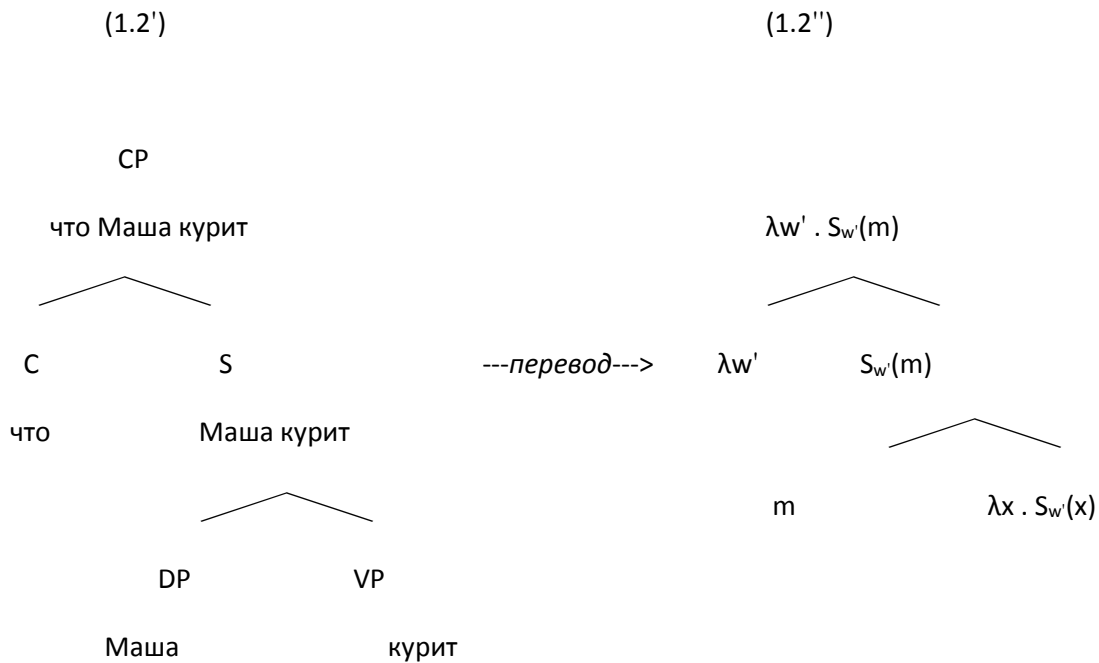 (1.2') (1.2'')
CP
что Маша курит λw' . Sw'(m)
C S ---перевод---> λw' Sw'(m)
что Маша курит
m λx . Sw'(x)
DP VP
Маша курит